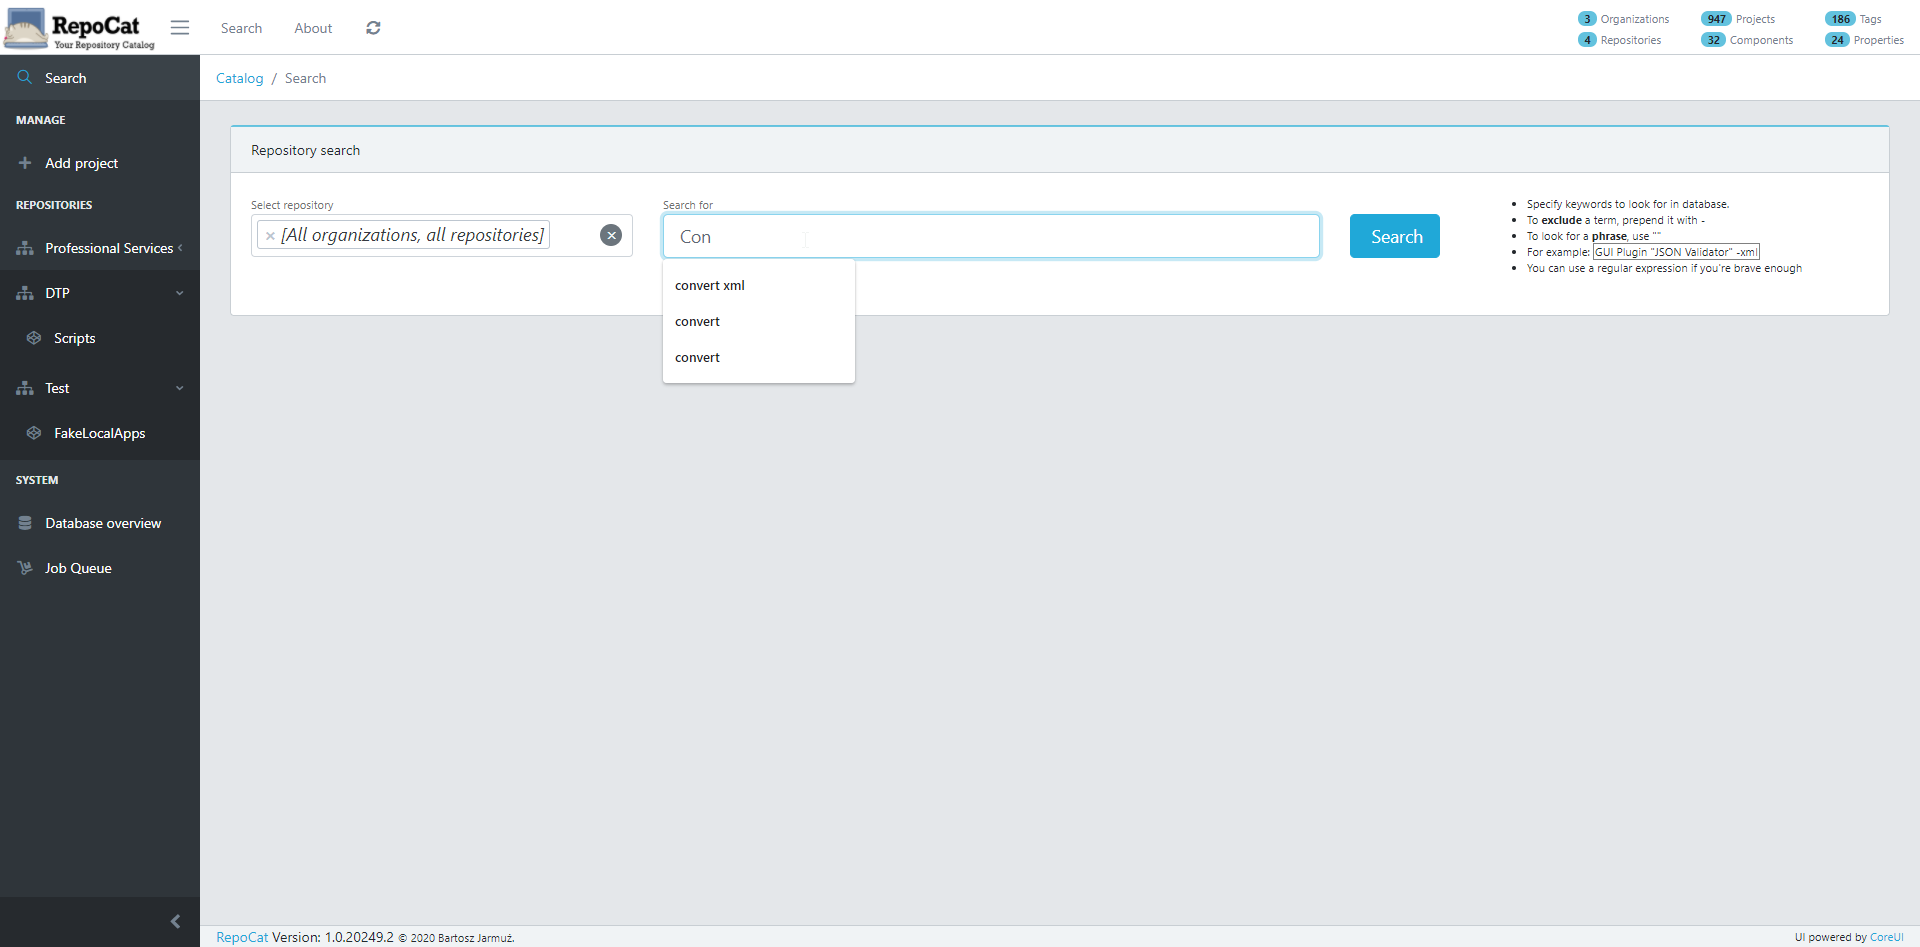 RepoCat
Your Repository Catalog
Search
About
3 Organizations
947 Projects
186 Tags
4 Repositories
32 Components
24 Properties
Search
MANAGE
Add project
REPOSITORIES
Professional Services
DTP
Scripts
Test
FakeLocalApps
SYSTEM
Database overview
Job Queue
Catalog / Search
Repository search
Select repository
× [All organizations, all repositories]
Search for
Con
convert xml
convert
convert
Search
Specify keywords to look for in database.
To exclude a term, prepend it with -
To look for a phrase, use ""
For example: GUI Plugin "JSON Validator" -xml
You can use a regular expression if you're brave enough
RepoCat Version: 1.0.20249.2 © 2020 Bartosz Jarmuż.
UI powered by CoreUI